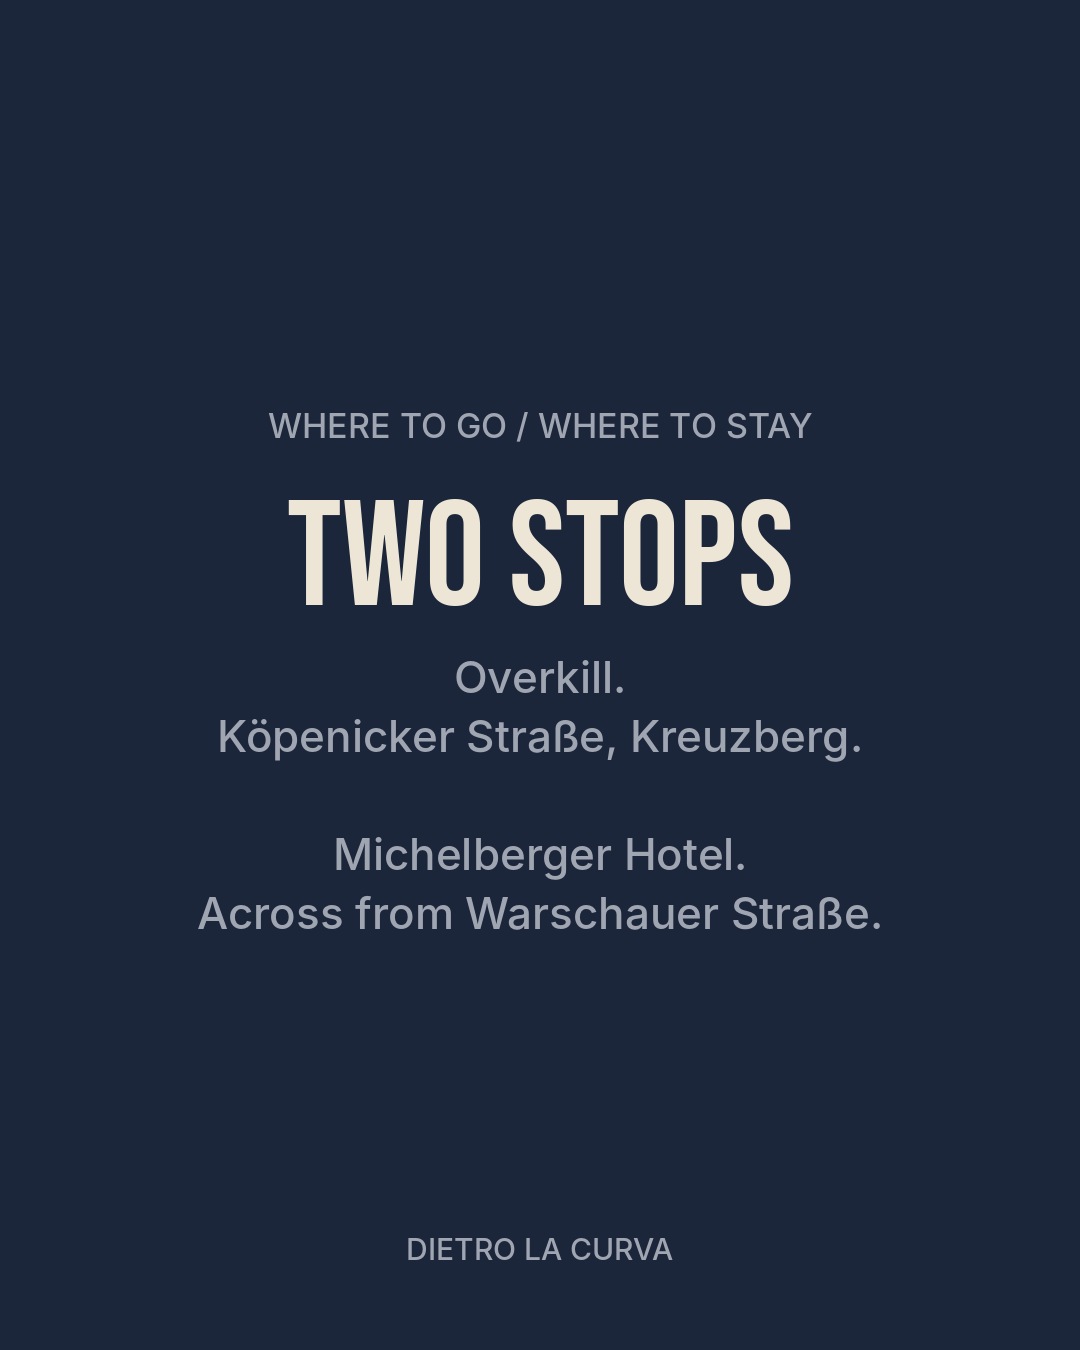 WHERE TO GO / WHERE TO STAY
TWO STOPS
Overkill.
Köpenicker Straße, Kreuzberg.
Michelberger Hotel.
Across from Warschauer Straße.
DIETRO LA CURVA